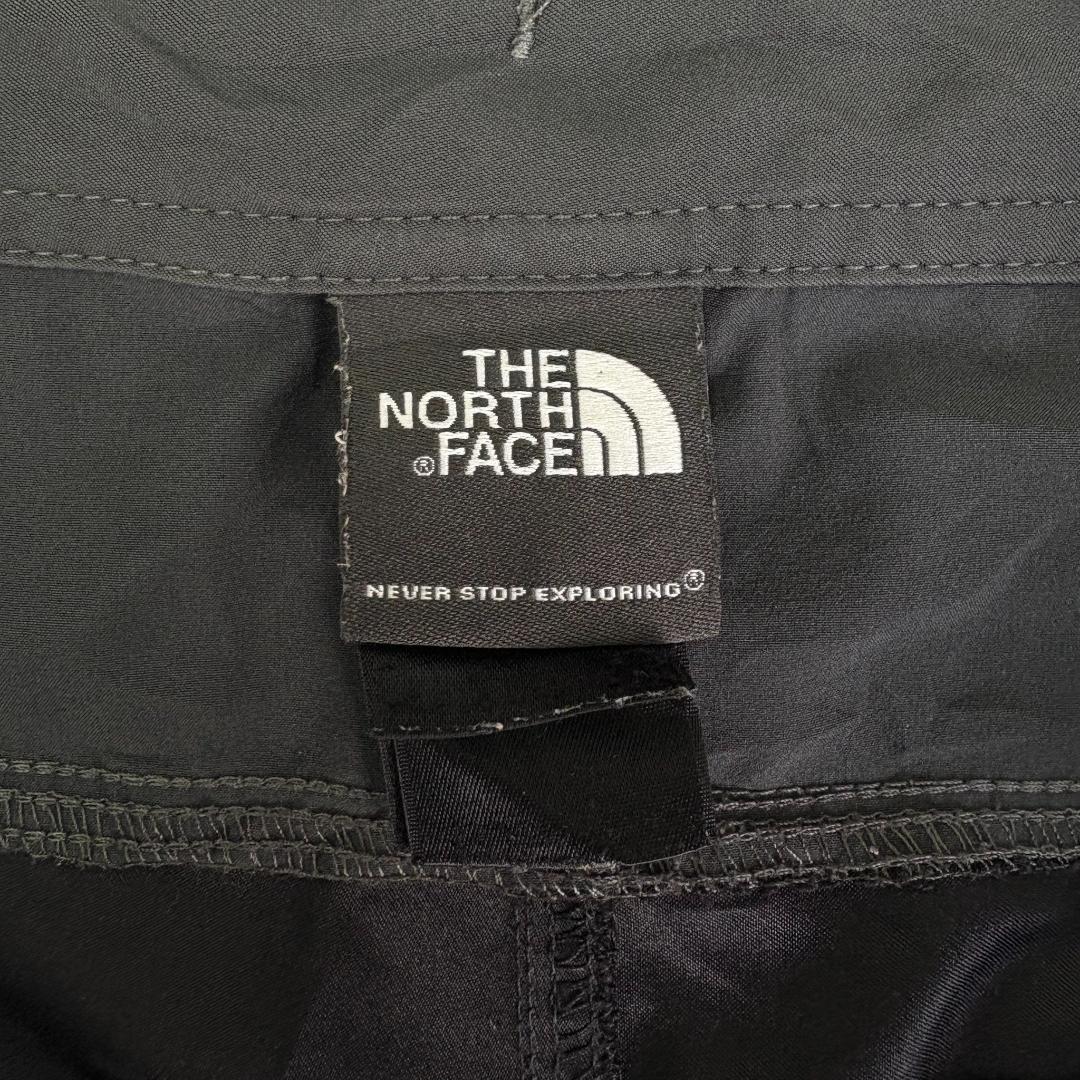 THE
NORTH
®FACE
NEVER STOP EXPLORING®